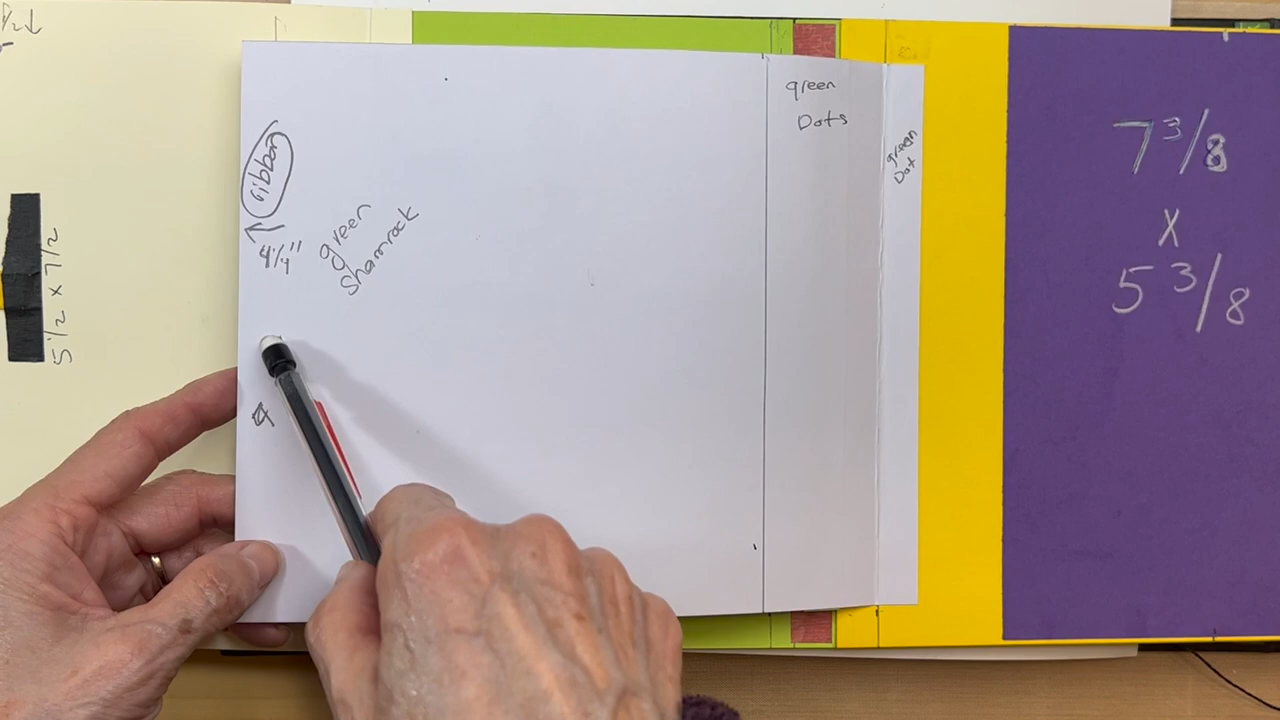 5 1/2 x 7 1/2
ribbon
4 1/4"
green
shamrock
green
Dots
green
Dot
7 3/8
X
5 3/8